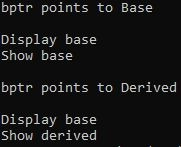 bptr points to Base
Display base
Show base
bptr points to Derived
Display base
Show derived